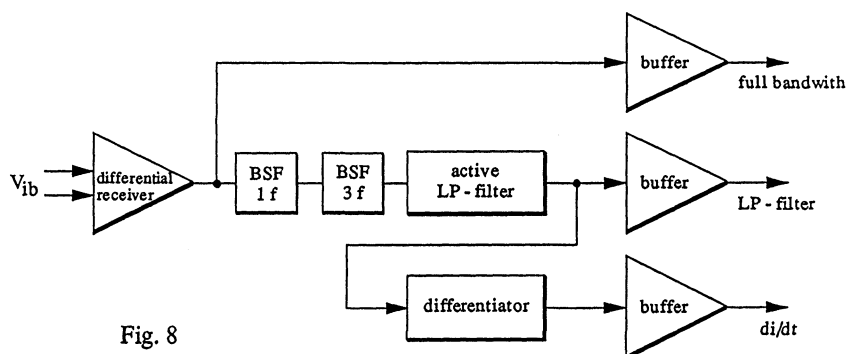 buffer
full bandwith
V_ib
differential
receiver
BSF
1 f
BSF
3 f
active
LP - filter
buffer
LP - filter
differentiator
buffer
di/dt
Fig. 8